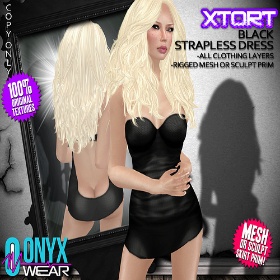 COPY ONLY
XTORT
BLACK
STRAPLESS DRESS
-ALL CLOTHING LAYERS
-RIGGED MESH OR SCULPT PRIM
100%
ORIGINAL
TEXTURES
ONYX
WEAR
MESH
OR SCULPT
SKIRT PRIM!